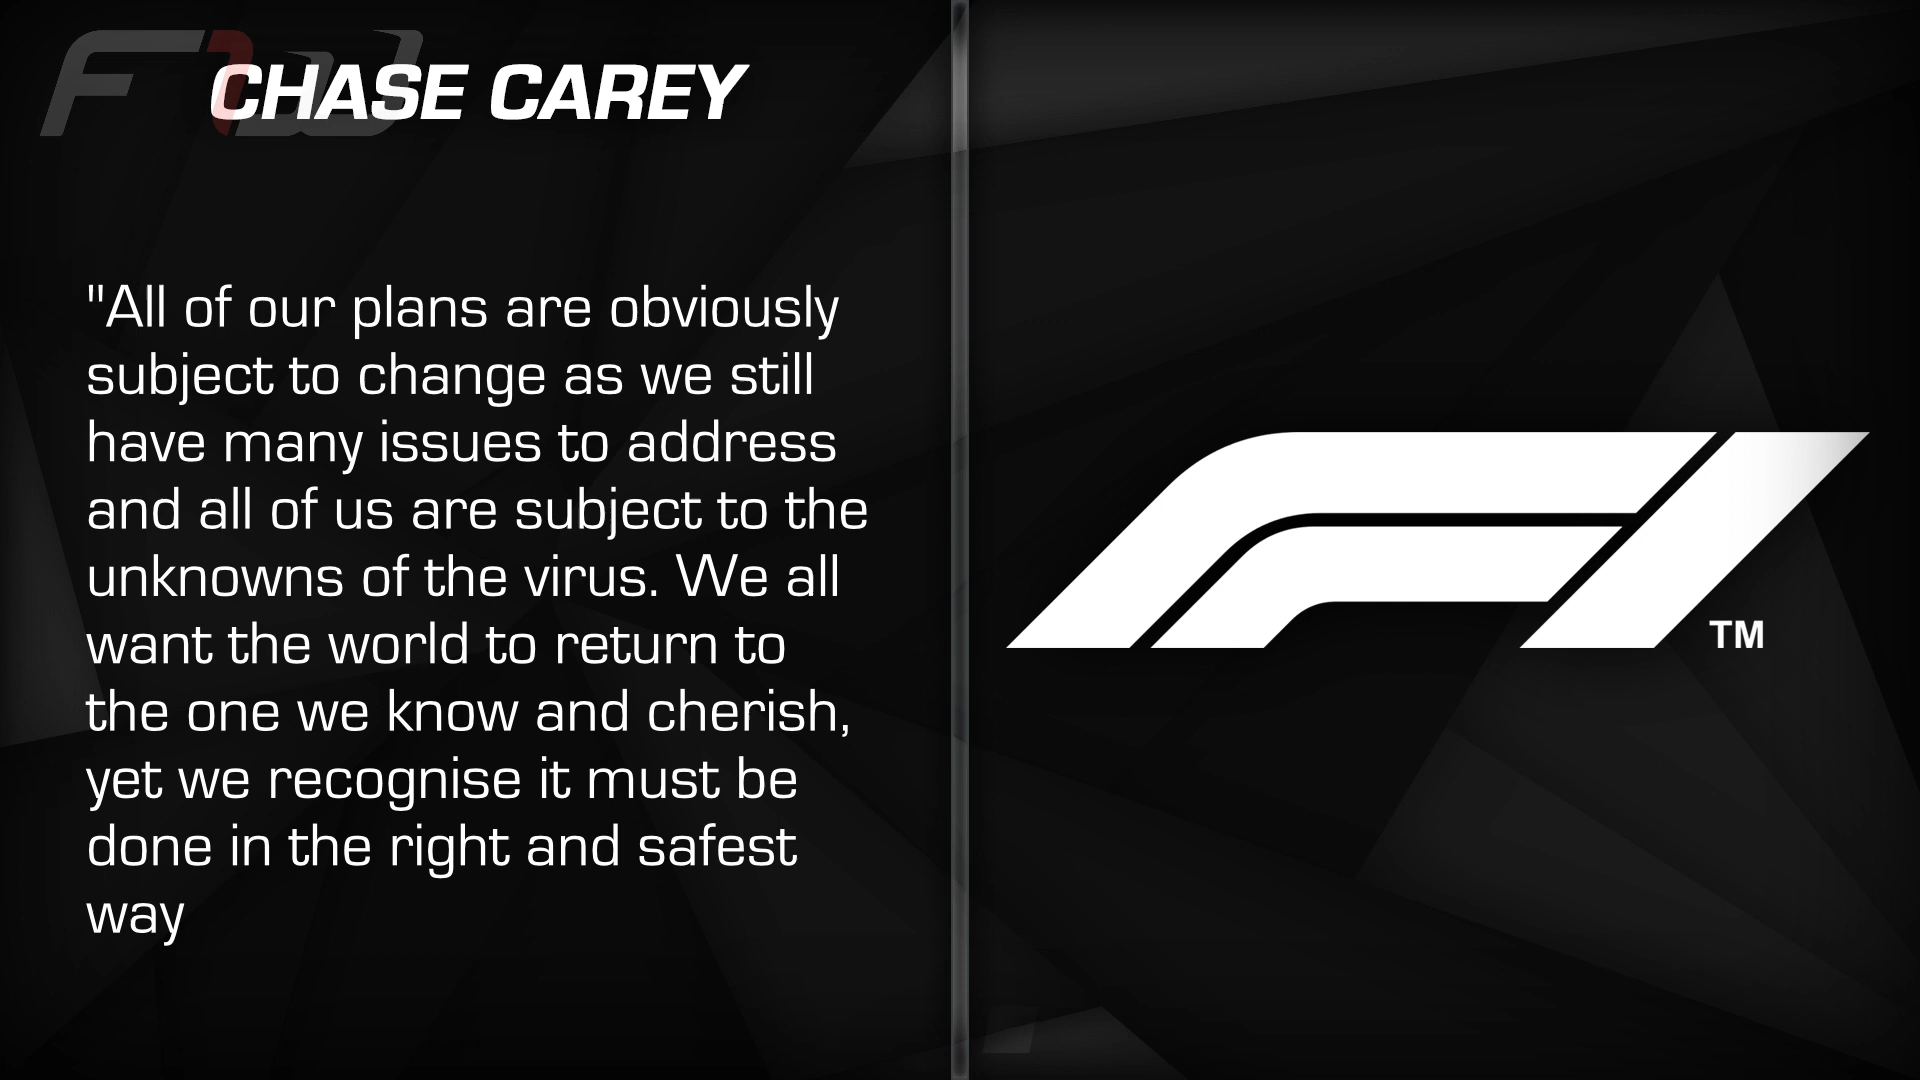 F1W
CHASE CAREY
"All of our plans are obviously
subject to change as we still
have many issues to address
and all of us are subject to the
unknowns of the virus. We all
want the world to return to
the one we know and cherish,
yet we recognise it must be
done in the right and safest
way
F1
TM